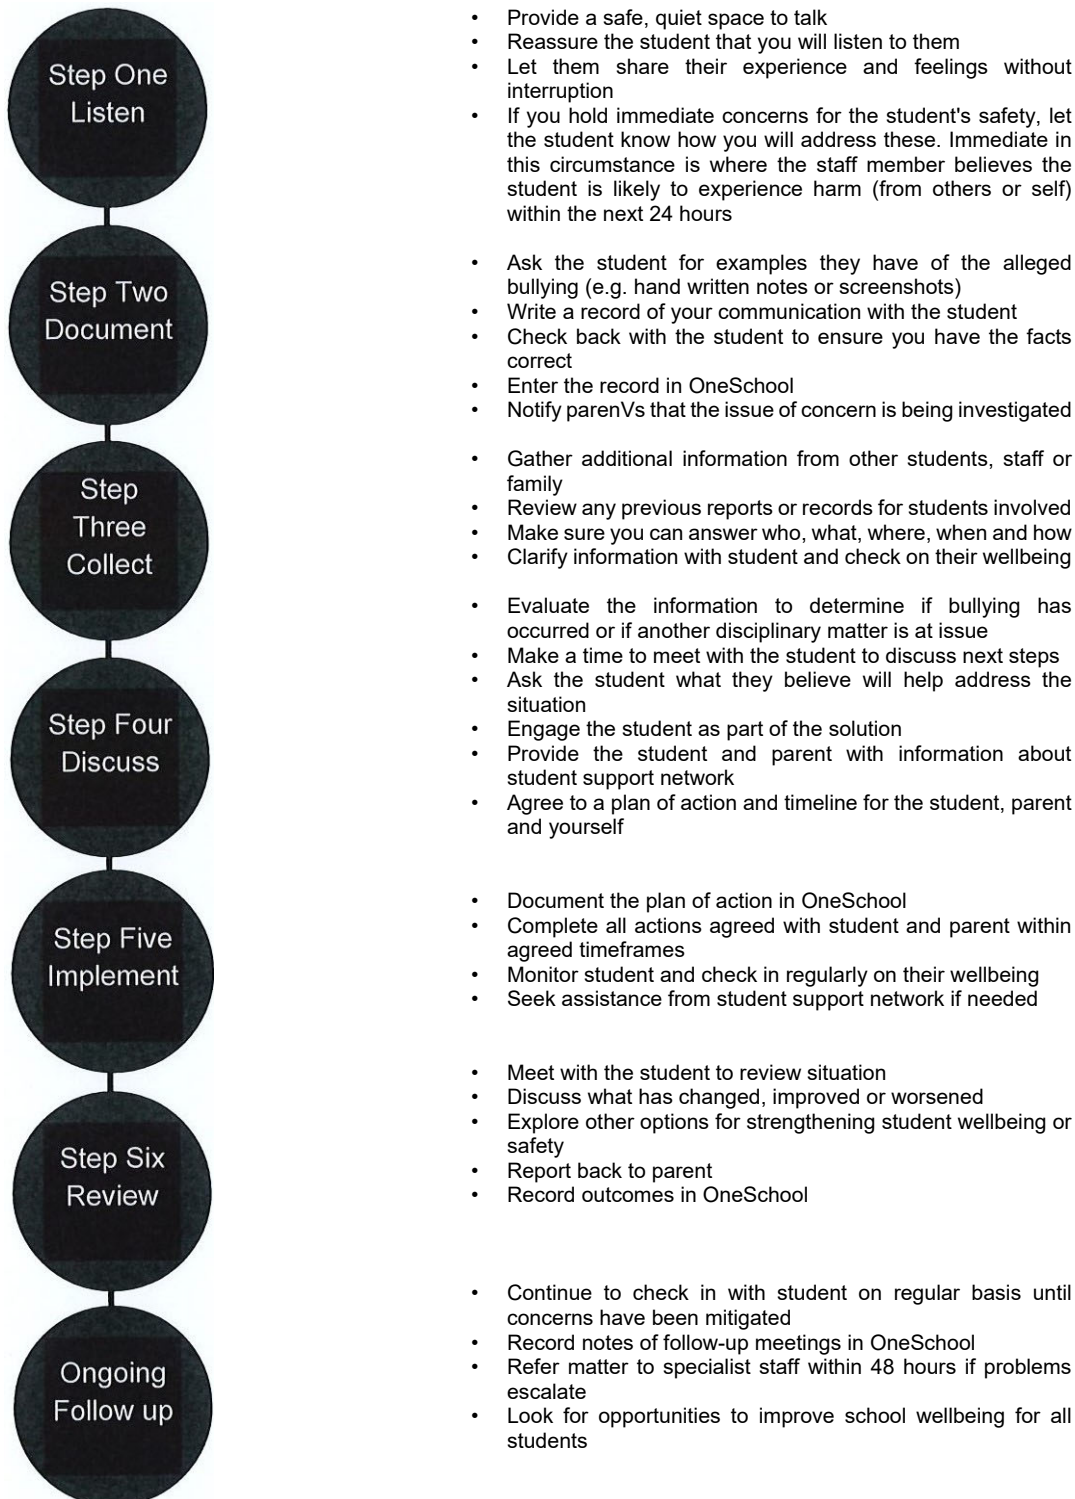 Step One
Listen
• Provide a safe, quiet space to talk
• Reassure the student that you will listen to them
• Let them share their experience and feelings without
interruption
• If you hold immediate concerns for the student's safety, let
the student know how you will address these. Immediate in
this circumstance is where the staff member believes the
student is likely to experience harm (from others or self)
within the next 24 hours
Step Two
Document
• Ask the student for examples they have of the alleged
bullying (e.g. hand written notes or screenshots)
• Write a record of your communication with the student
• Check back with the student to ensure you have the facts
correct
• Enter the record in OneSchool
• Notify parenVs that the issue of concern is being investigated
Step
Three
Collect
• Gather additional information from other students, staff or
family
• Review any previous reports or records for students involved
• Make sure you can answer who, what, where, when and how
• Clarify information with student and check on their wellbeing
Step Four
Discuss
• Evaluate the information to determine if bullying has
occurred or if another disciplinary matter is at issue
• Make a time to meet with the student to discuss next steps
• Ask the student what they believe will help address the
situation
• Engage the student as part of the solution
• Provide the student and parent with information about
student support network
• Agree to a plan of action and timeline for the student, parent
and yourself
Step Five
Implement
• Document the plan of action in OneSchool
• Complete all actions agreed with student and parent within
agreed timeframes
• Monitor student and check in regularly on their wellbeing
• Seek assistance from student support network if needed
Step Six
Review
• Meet with the student to review situation
• Discuss what has changed, improved or worsened
• Explore other options for strengthening student wellbeing or
safety
• Report back to parent
• Record outcomes in OneSchool
Ongoing
Follow up
• Continue to check in with student on regular basis until
concerns have been mitigated
• Record notes of follow-up meetings in OneSchool
• Refer matter to specialist staff within 48 hours if problems
escalate
• Look for opportunities to improve school wellbeing for all
students